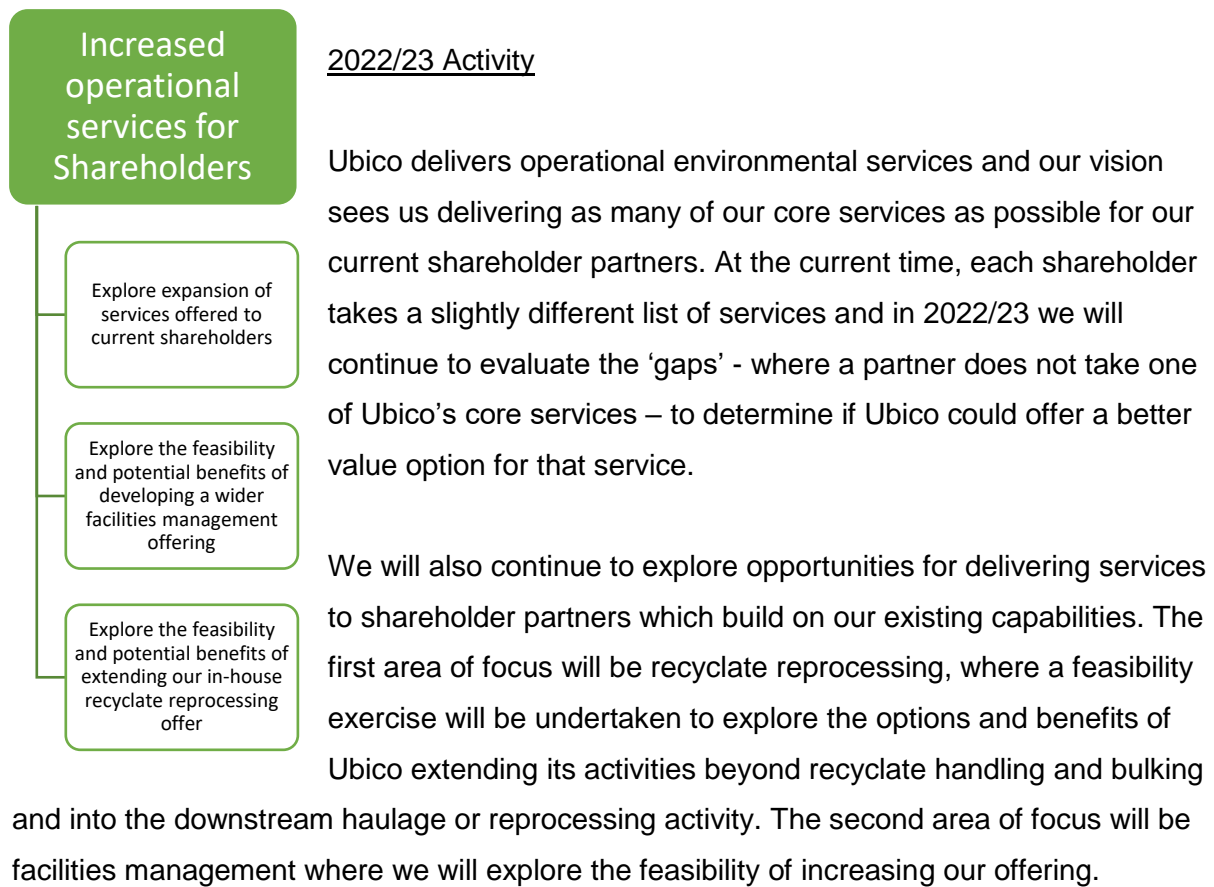 Increased
operational
services for
Shareholders
Explore expansion of
services offered to
current shareholders
Explore the feasibility
and potential benefits of
developing a wider
facilities management
offering
Explore the feasibility
and potential benefits of
extending our in-house
recyclate reprocessing
offer
2022/23 Activity
Ubico delivers operational environmental services and our vision
sees us delivering as many of our core services as possible for our
current shareholder partners. At the current time, each shareholder
takes a slightly different list of services and in 2022/23 we will
continue to evaluate the ‘gaps’ - where a partner does not take one
of Ubico’s core services – to determine if Ubico could offer a better
value option for that service.
We will also continue to explore opportunities for delivering services
to shareholder partners which build on our existing capabilities. The
first area of focus will be recyclate reprocessing, where a feasibility
exercise will be undertaken to explore the options and benefits of
Ubico extending its activities beyond recyclate handling and bulking
and into the downstream haulage or reprocessing activity. The second area of focus will be
facilities management where we will explore the feasibility of increasing our offering.